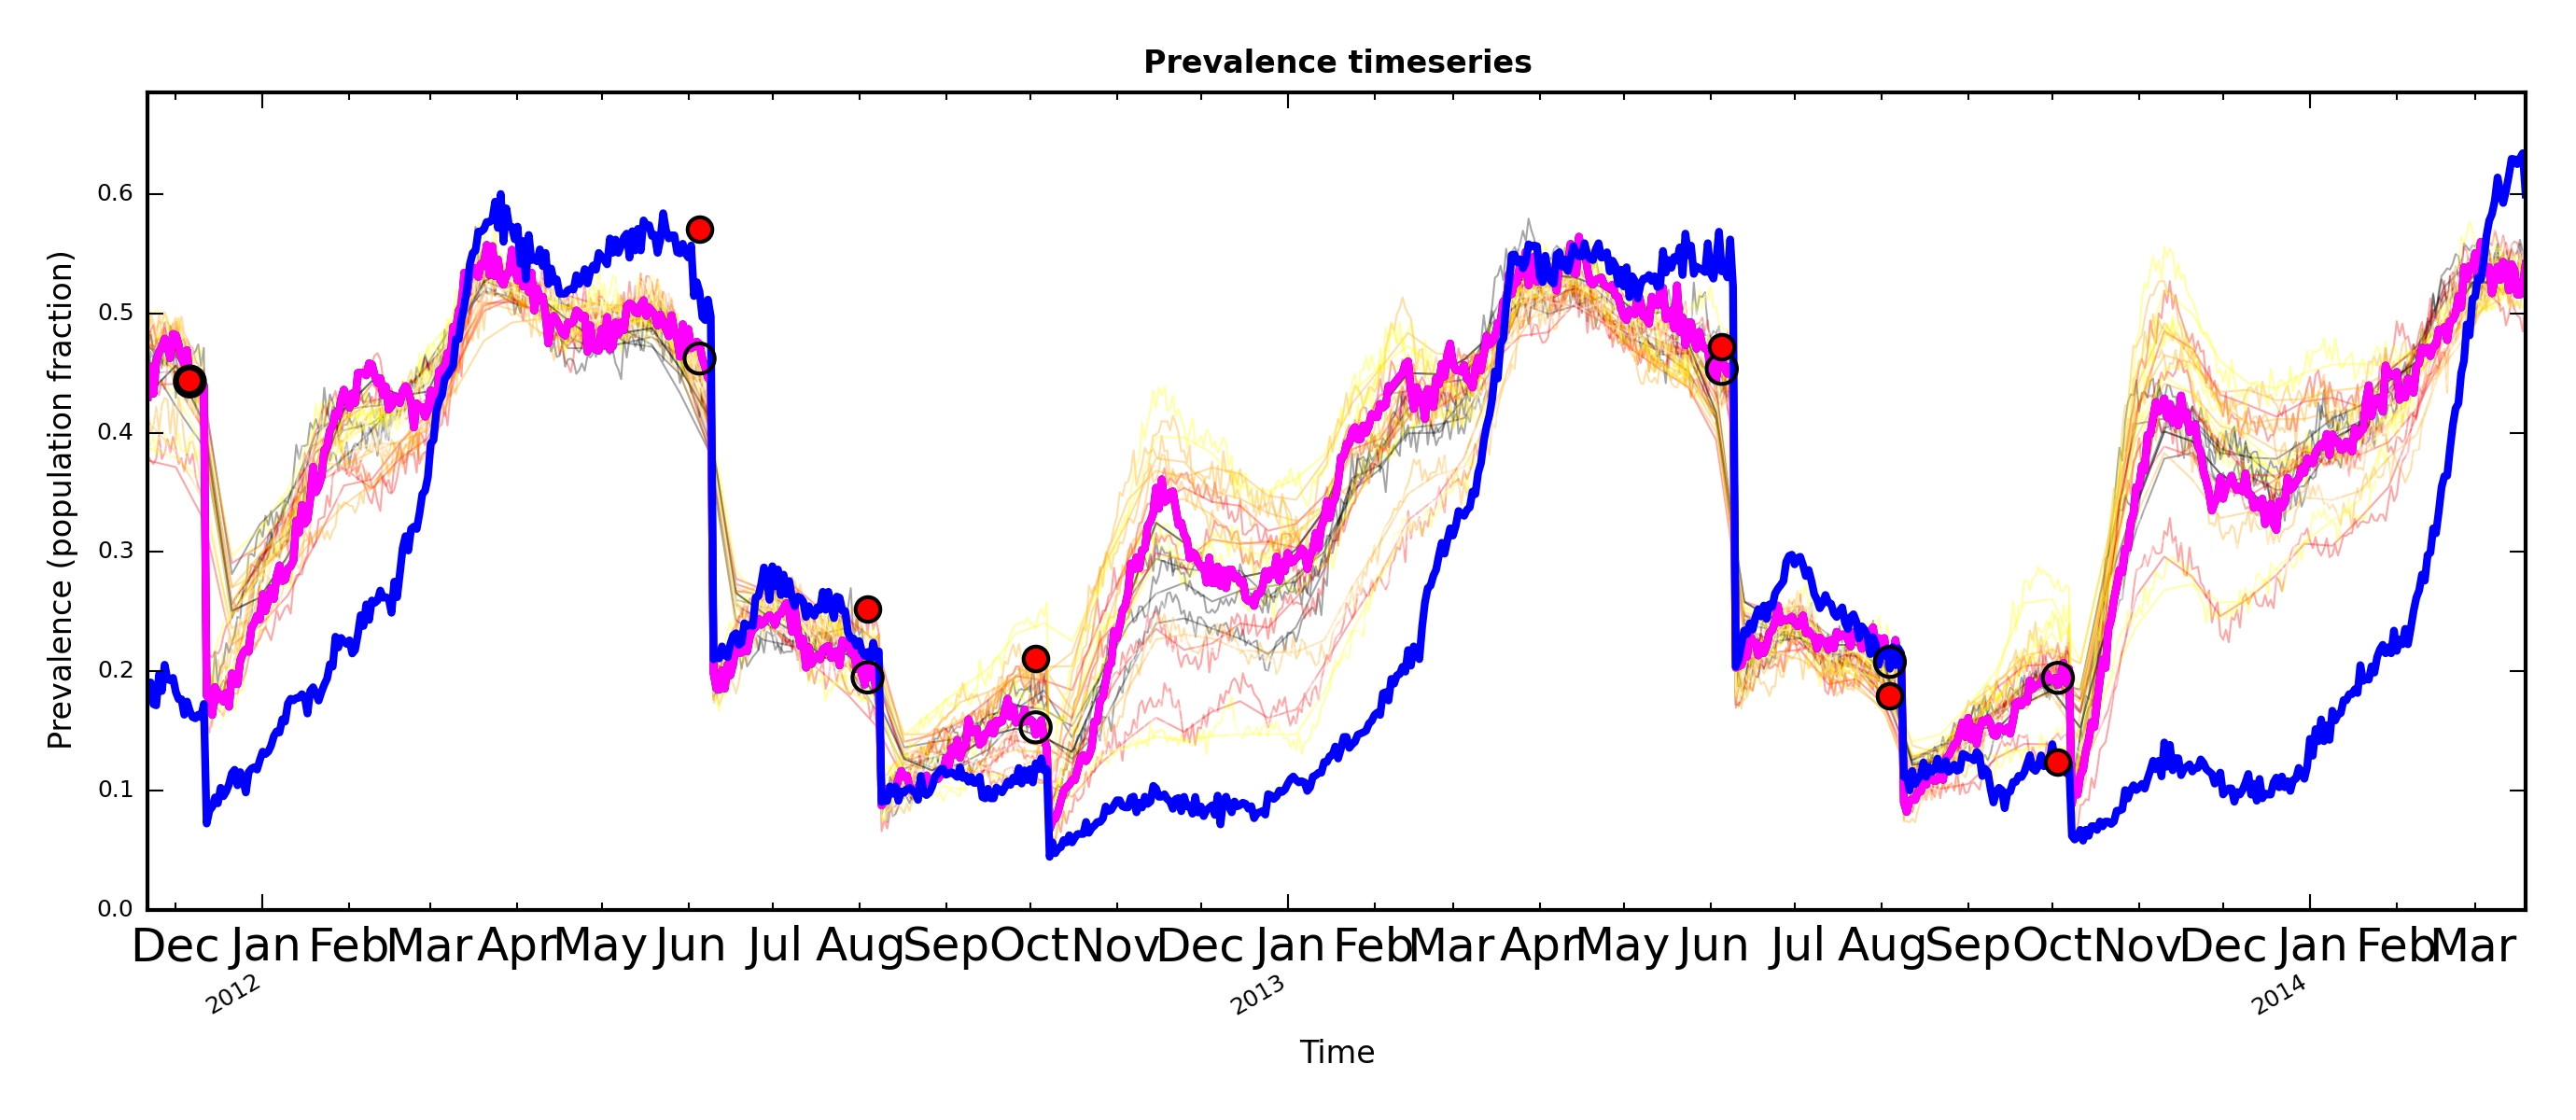 Prevalence timeseries
Prevalence (population fraction)
0.6
0.5
0.4
0.3
0.2
0.1
0.0
Dec Jan Feb Mar Apr May Jun Jul Aug Sep Oct Nov Dec Jan Feb Mar Apr May Jun Jul Aug Sep Oct Nov Dec Jan Feb Mar
2012 2013 2014
Time